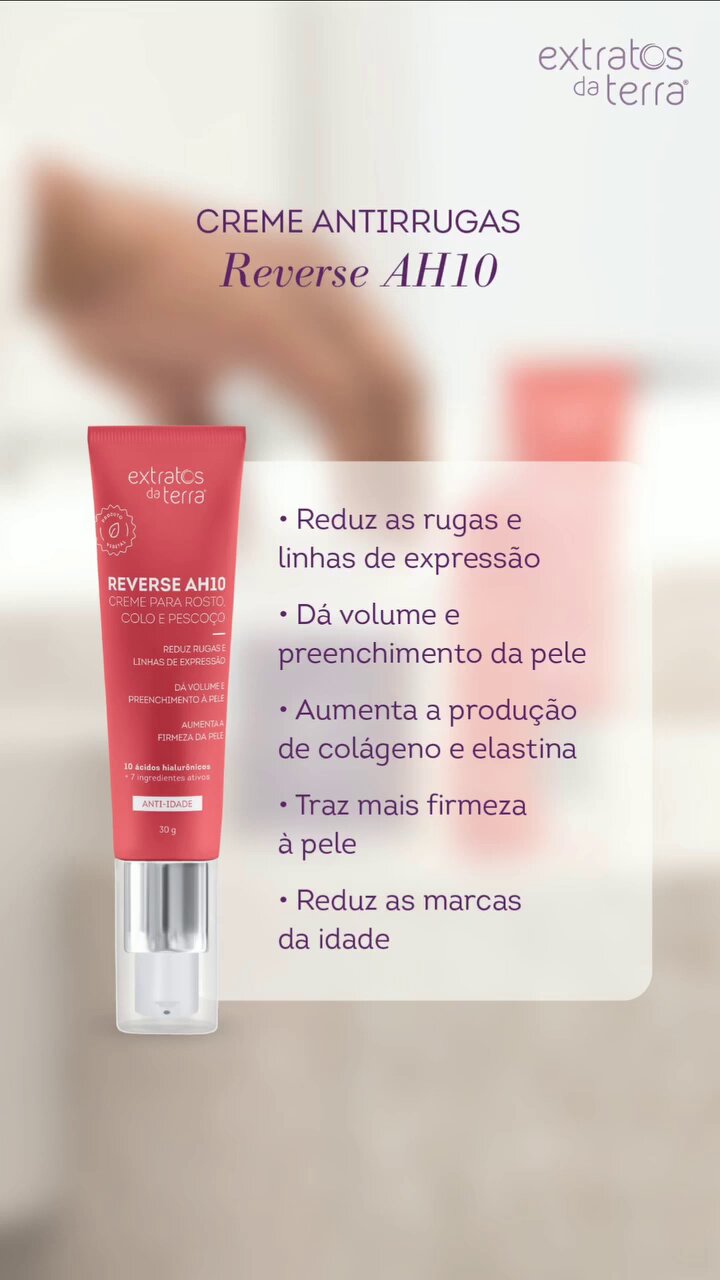 extratos
da terra®
CREME ANTIRRUGAS
Reverse AH10
extratos
da terra®
PRODUTO
VEGETAL
REVERSE AH10
CREME PARA ROSTO,
COLO E PESCOÇO
REDUZ RUGAS E
LINHAS DE EXPRESSÃO
DÁ VOLUME E
PREENCHIMENTO À PELE
AUMENTA A
FIRMEZA DA PELE
10 ácidos hialurônicos
+ 7 ingredientes ativos
ANTI-IDADE
30 g
• Reduz as rugas e
linhas de expressão
• Dá volume e
preenchimento da pele
• Aumenta a produção
de colágeno e elastina
• Traz mais firmeza
à pele
• Reduz as marcas
da idade